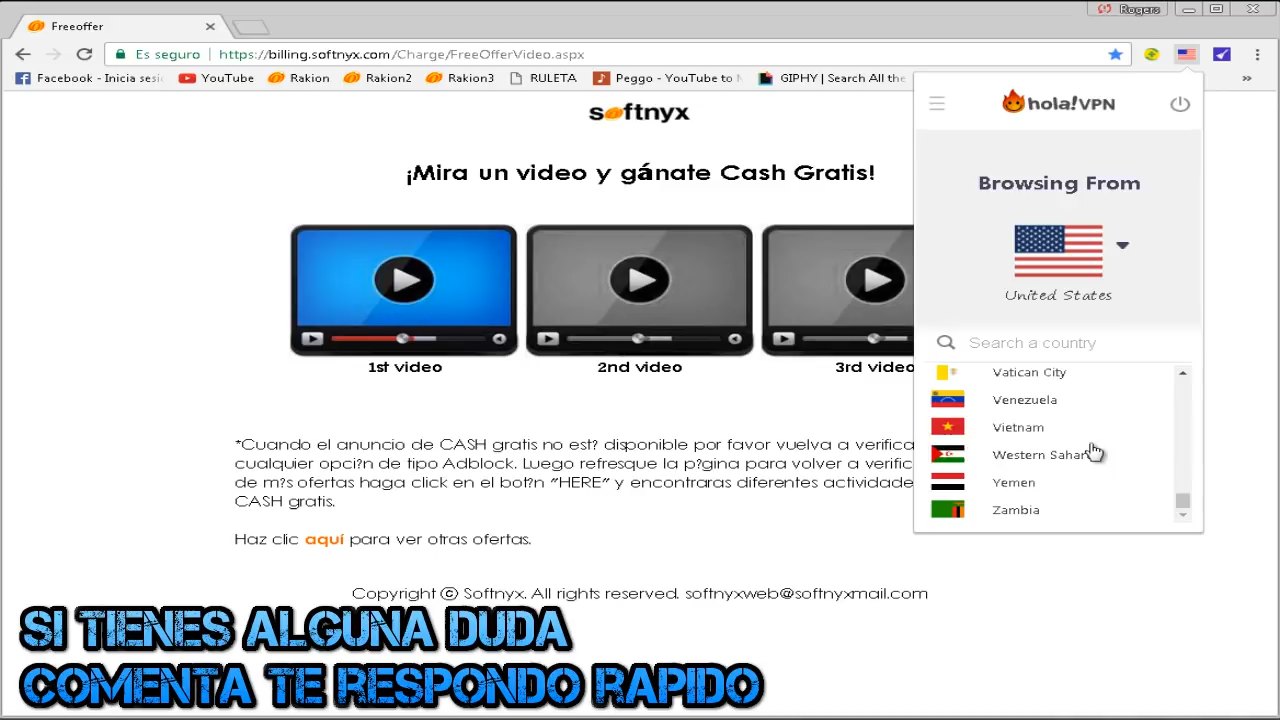 Freeoffer
Rogers
Es seguro
https://billing.softnyx.com/Charge/FreeOfferVideo.aspx
Facebook - Inicia sesi
YouTube
Rakion
Rakion2
Rakion3
RULETA
Peggo - YouTube to
GIPHY | Search All the
»
softnyx
¡Mira un video y gánate Cash Gratis!
1st video
2nd video
3rd video
*Cuando el anuncio de CASH gratis no est? disponible por favor vuelva a verifica
cualquier opci?n de tipo Adblock. Luego refresque la p?gina para volver a verific
de m?s ofertas haga click en el bot?n "HERE" y encontraras diferentes actividade
CASH gratis.
Haz clic aquí para ver otras ofertas.
Copyright ⓒ Softnyx. All rights reserved. softnyxweb@softnyxmail.com
hola!VPN
Browsing From
United States
Search a country
Vatican City
Venezuela
Vietnam
Western Sahar
Yemen
Zambia
SI TIENES ALGUNA DUDA
COMENTA TE RESPONDO RAPIDO